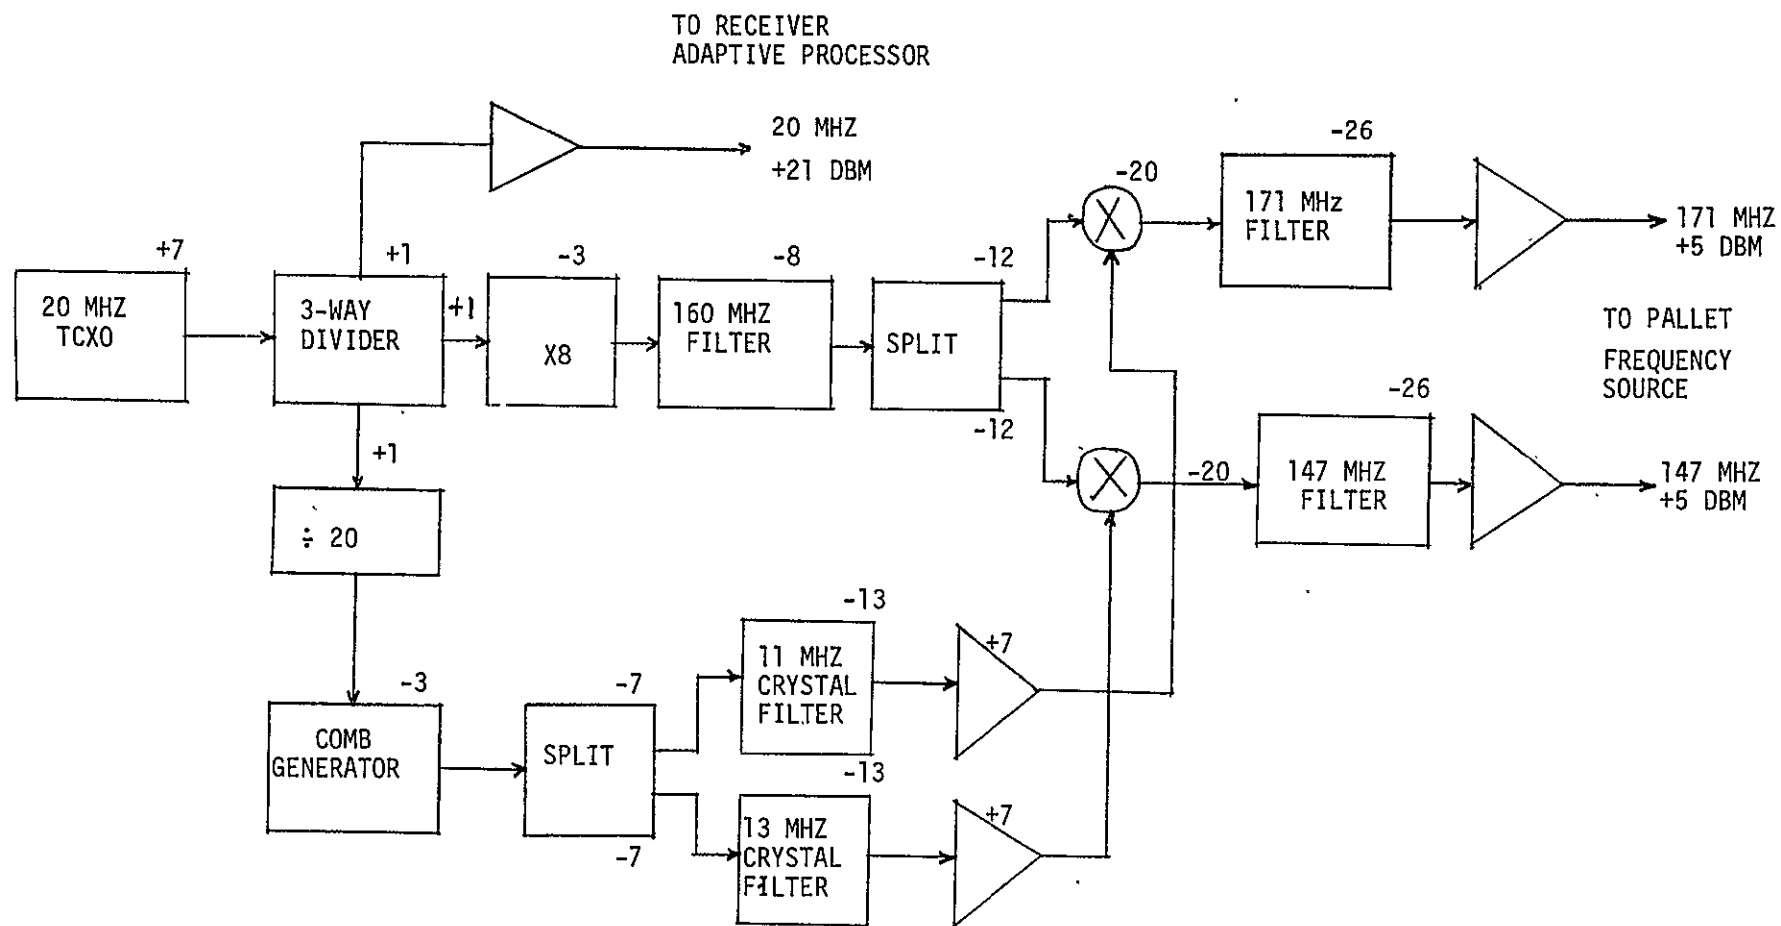 TO RECEIVER
ADAPTIVE PROCESSOR
20 MHZ
+21 DBM
+7
20 MHZ
TCXO
+1
3-WAY
DIVIDER
+1
-3
X8
-8
160 MHZ
FILTER
-12
SPLIT
-12
-20
-26
171 MHz
FILTER
171 MHZ
+5 DBM
TO PALLET
FREQUENCY
SOURCE
-20
-26
147 MHZ
FILTER
147 MHZ
+5 DBM
+1
÷ 20
-3
COMB
GENERATOR
-7
SPLIT
-7
-13
11 MHZ
CRYSTAL
FILTER
+7
-13
13 MHZ
CRYSTAL
FILTER
+7